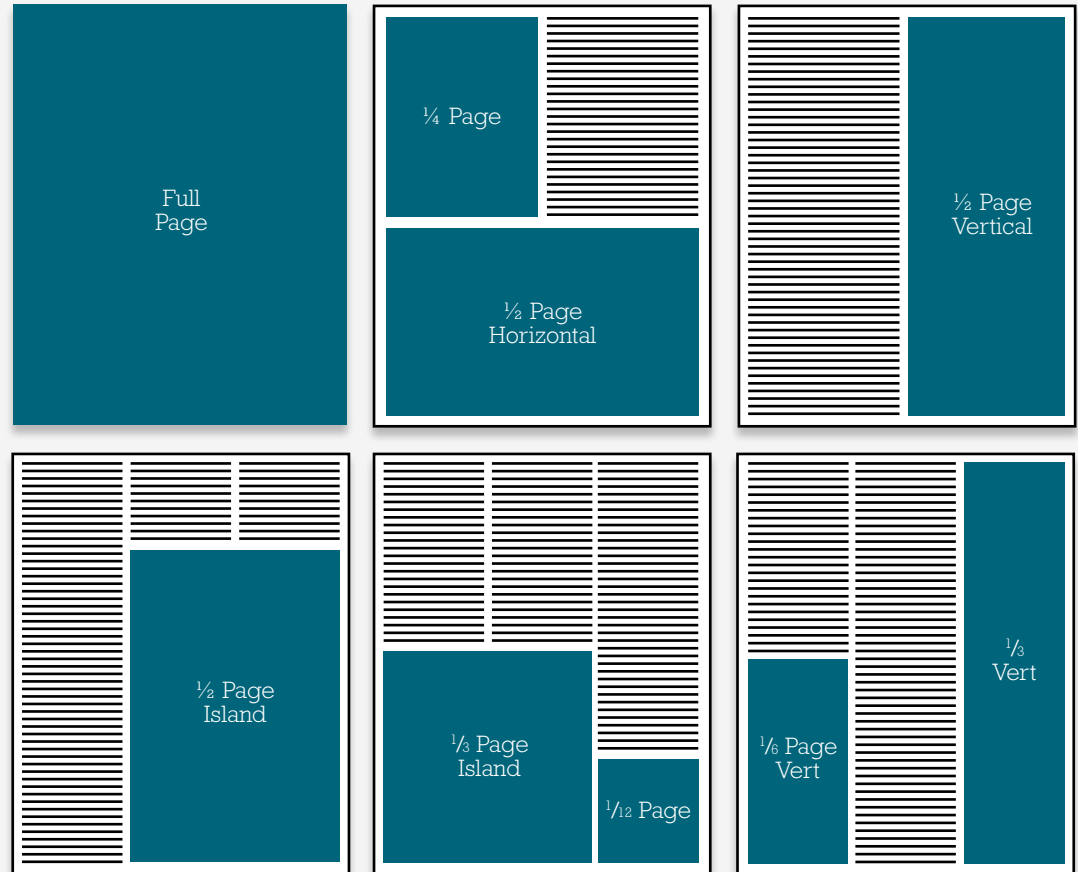 Full
Page
¼ Page
½ Page
Horizontal
½ Page
Vertical
½ Page
Island
⅓ Page
Island
1/12 Page
⅙ Page
Vert
⅓
Vert